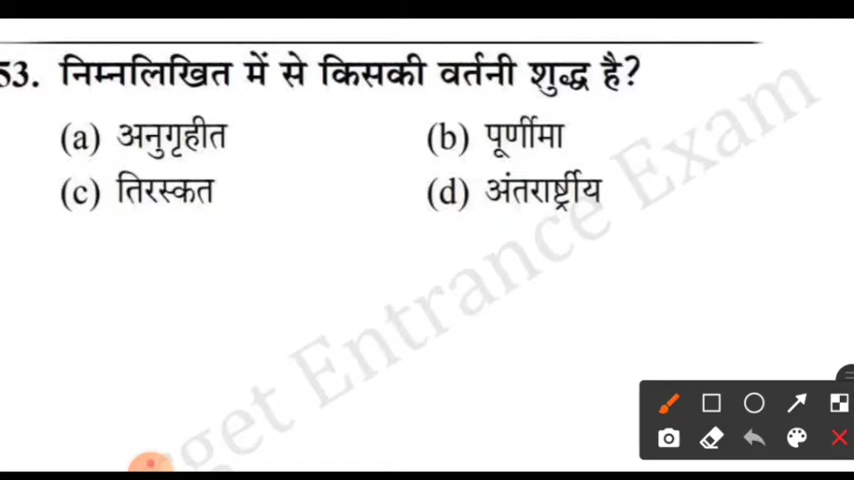 53. निम्नलिखित में से किसकी वर्तनी शुद्ध है?
(a) अनुगृहीत (b) पूर्णीमा
(c) तिरस्कत (d) अंतरार्ष्ट्रीय
get Entrance Exam